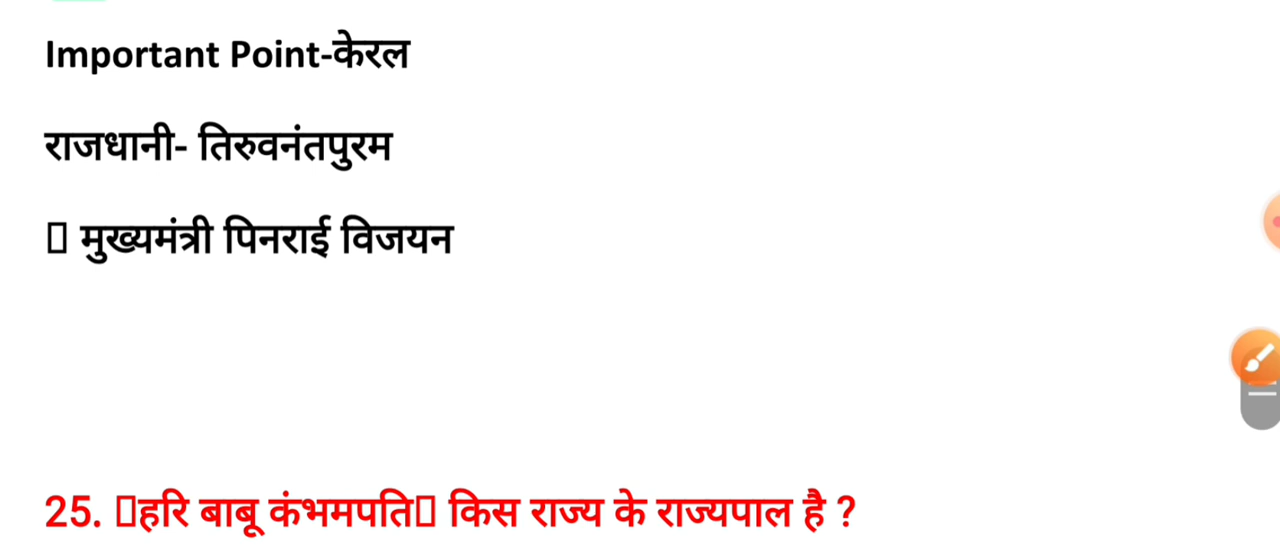 Important Point-केरल
राजधानी- तिरुवनंतपुरम
▯ मुख्यमंत्री पिनराई विजयन
25. ▯हरि बाबू कंभमपति▯ किस राज्य के राज्यपाल है ?